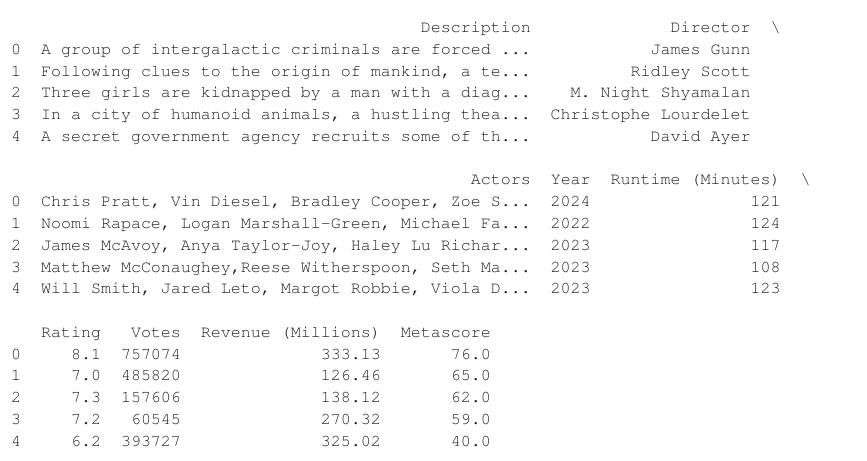 Description Director \
0 A group of intergalactic criminals are forced ... James Gunn
1 Following clues to the origin of mankind, a te... Ridley Scott
2 Three girls are kidnapped by a man with a diag... M. Night Shyamalan
3 In a city of humanoid animals, a hustling thea... Christophe Lourdelet
4 A secret government agency recruits some of th... David Ayer
Actors Year Runtime (Minutes) \
0 Chris Pratt, Vin Diesel, Bradley Cooper, Zoe S... 2024 121
1 Noomi Rapace, Logan Marshall-Green, Michael Fa... 2022 124
2 James McAvoy, Anya Taylor-Joy, Haley Lu Richar... 2023 117
3 Matthew McConaughey,Reese Witherspoon, Seth Ma... 2023 108
4 Will Smith, Jared Leto, Margot Robbie, Viola D... 2023 123
Rating Votes Revenue (Millions) Metascore
0 8.1 757074 333.13 76.0
1 7.0 485820 126.46 65.0
2 7.3 157606 138.12 62.0
3 7.2 60545 270.32 59.0
4 6.2 393727 325.02 40.0